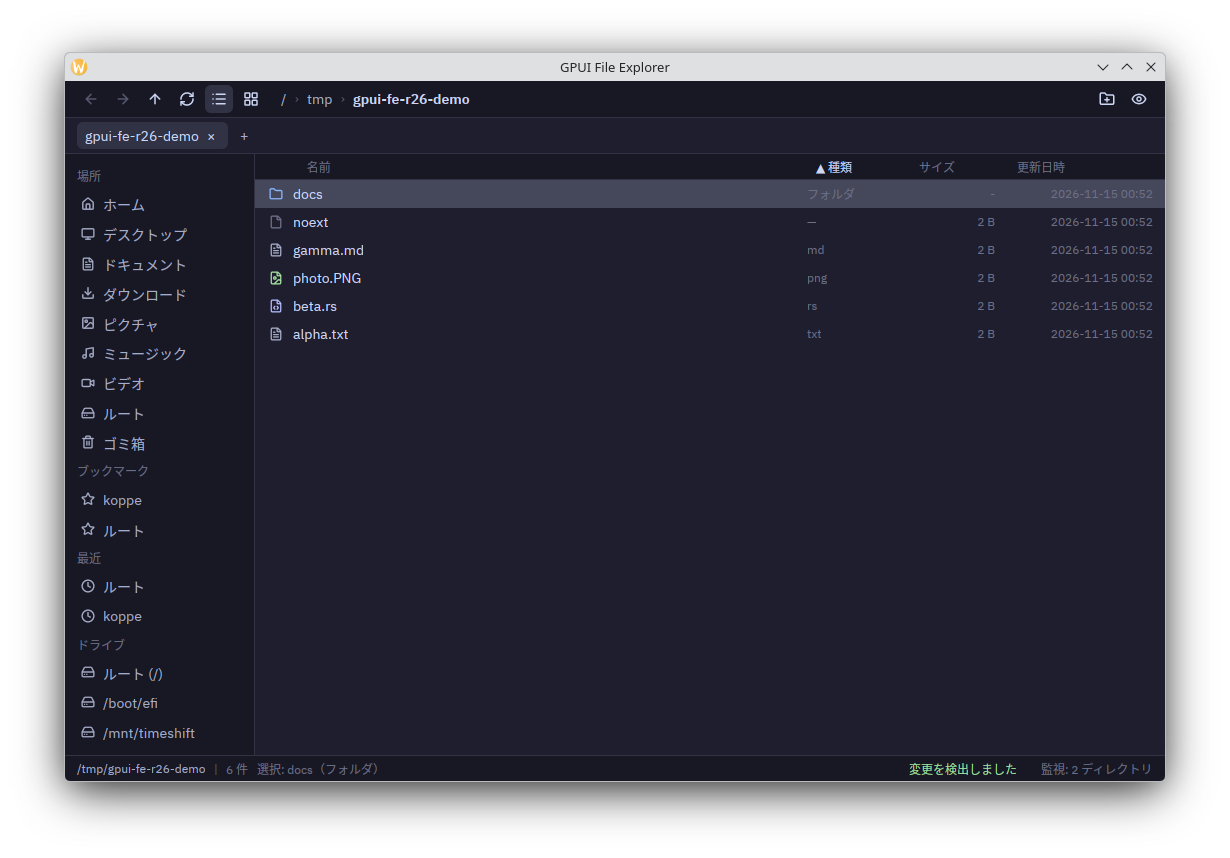 GPUI File Explorer
/ › tmp › gpui-fe-r26-demo
gpui-fe-r26-demo × +
場所
ホーム
デスクトップ
ドキュメント
ダウンロード
ピクチャ
ミュージック
ビデオ
ルート
ゴミ箱
ブックマーク
koppe
ルート
最近
ルート
koppe
ドライブ
ルート (/)
/boot/efi
/mnt/timeshift
名前 ▲種類 サイズ 更新日時
docs フォルダ - 2026-11-15 00:52
noext — 2 B 2026-11-15 00:52
gamma.md md 2 B 2026-11-15 00:52
photo.PNG png 2 B 2026-11-15 00:52
beta.rs rs 2 B 2026-11-15 00:52
alpha.txt txt 2 B 2026-11-15 00:52
/tmp/gpui-fe-r26-demo | 6 件 選択: docs（フォルダ） 変更を検出しました 監視: 2 ディレクトリ